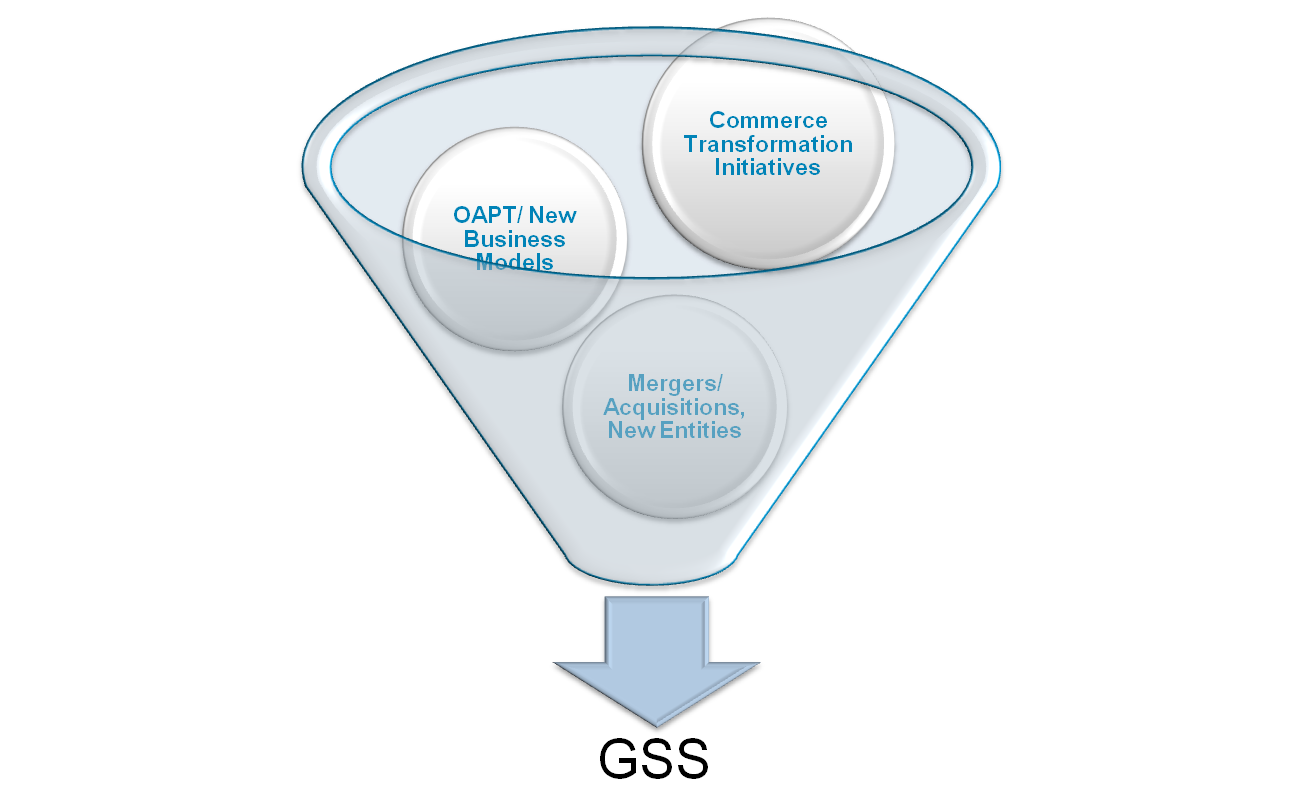 Commerce
Transformation
Initiatives
OAPT/ New
Business
Models
Mergers/
Acquisitions,
New Entities
GSS